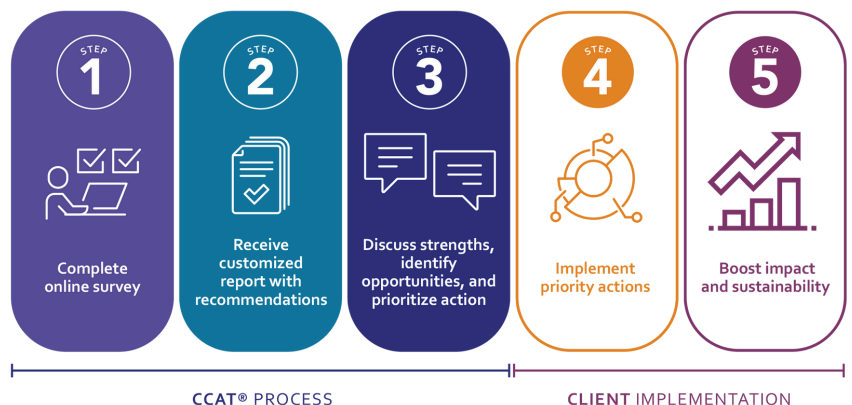 STEP
1
Complete
online survey
STEP
2
Receive
customized
report with
recommendations
STEP
3
Discuss strengths,
identify
opportunities, and
prioritize action
STEP
4
Implement
priority actions
STEP
5
Boost impact
and sustainability
CCAT® PROCESS
CLIENT IMPLEMENTATION